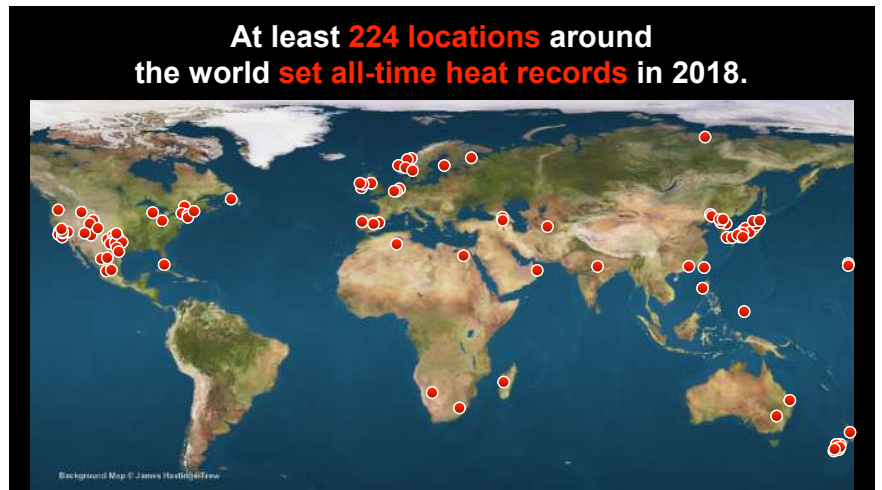 At least 224 locations around
the world set all-time heat records in 2018.
Background Map © James Hastings-Trew